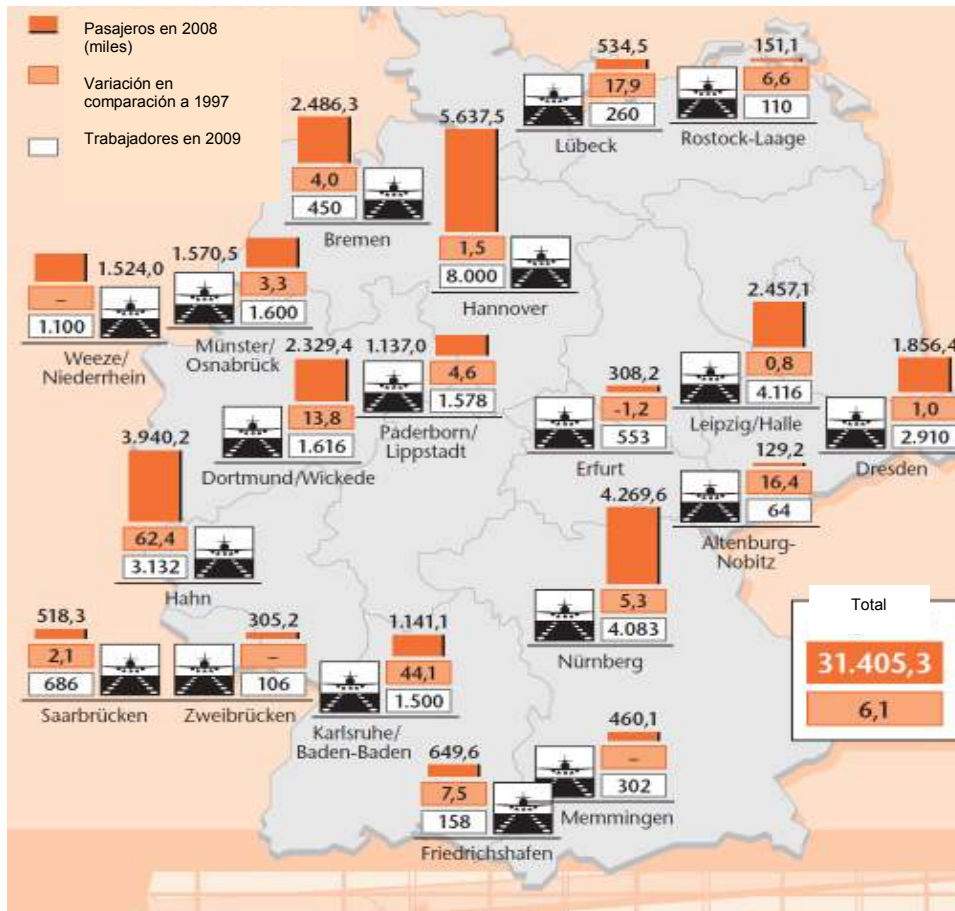 Pasajeros en 2008
(miles)
Variación en
comparación a 1997
Trabajadores en 2009
534,5
17,9
260
Lübeck
151,1
6,6
110
Rostock-Laage
2.486,3
4,0
450
Bremen
5.637,5
1,5
8.000
Hannover
1.524,0
–
1.100
Weeze/
Niederrhein
1.570,5
3,3
1.600
Münster/
Osnabrück
2.329,4
13,8
1.616
Dortmund/Wickede
1.137,0
4,6
1.578
Paderborn/
Lippstadt
308,2
-1,2
553
Erfurt
2.457,1
0,8
4.116
Leipzig/Halle
1.856,4
1,0
2.910
Dresden
129,2
16,4
64
Altenburg-
Nobitz
3.940,2
62,4
3.132
Hahn
4.269,6
5,3
4.083
Nürnberg
518,3
2,1
686
Saarbrücken
305,2
–
106
Zweibrücken
1.141,1
44,1
1.500
Karlsruhe/
Baden-Baden
649,6
7,5
158
Friedrichshafen
460,1
–
302
Memmingen
Total
31.405,3
6,1